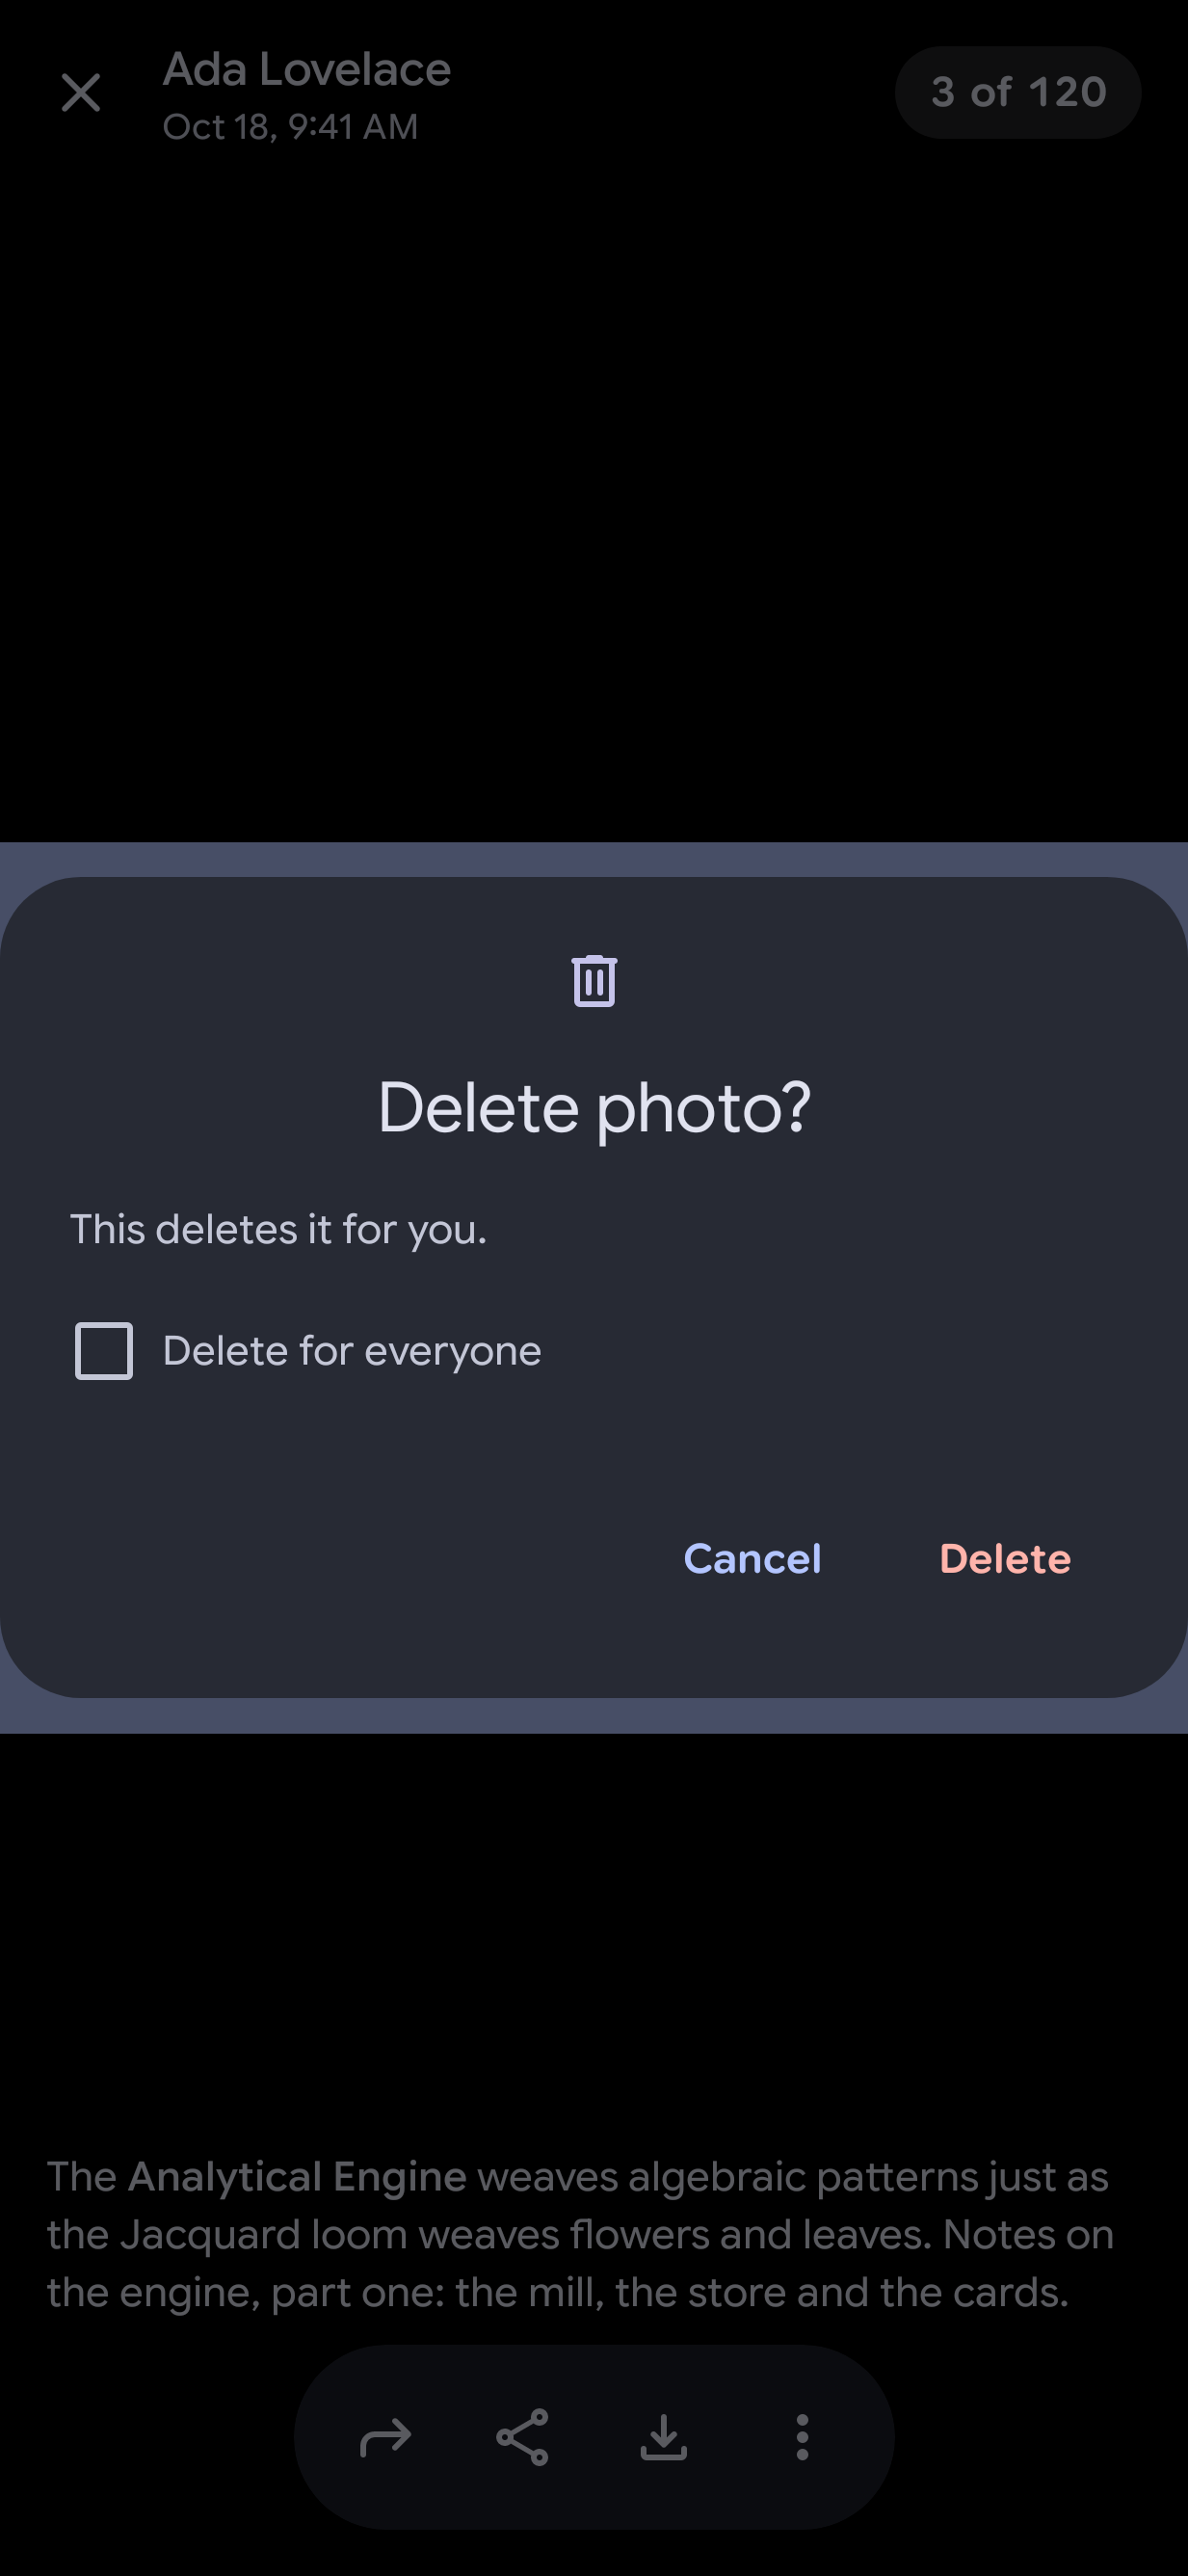 Ada Lovelace
Oct 18, 9:41 AM
3 of 120
Delete photo?
This deletes it for you.
Delete for everyone
Cancel
Delete
The Analytical Engine weaves algebraic patterns just as
the Jacquard loom weaves flowers and leaves. Notes on
the engine, part one: the mill, the store and the cards.